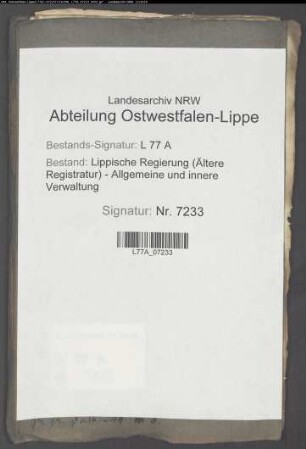 Landesarchiv NRW
Abteilung Ostwestfalen-Lippe
Bestands-Signatur: L 77 A
Bestand: Lippische Regierung (Ältere
Registratur) - Allgemeine und innere
Verwaltung
Signatur: Nr. 7233
L77A_07233